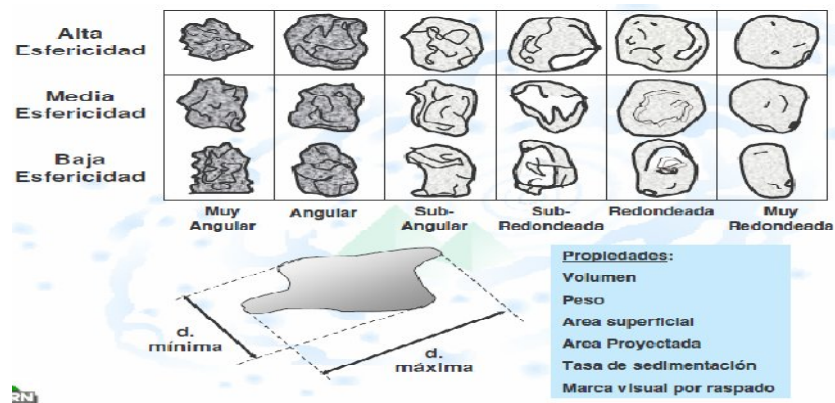 Alta
Esfericidad
Media
Esfericidad
Baja
Esfericidad
Muy
Angular
Angular
Sub-
Angular
Sub-
Redondeada
Redondeada
Muy
Redondeada
d.
mínima
d.
máxima
Propiedades:
Volumen
Peso
Area superficial
Area Proyectada
Tasa de sedimentación
Marca visual por raspado
RN